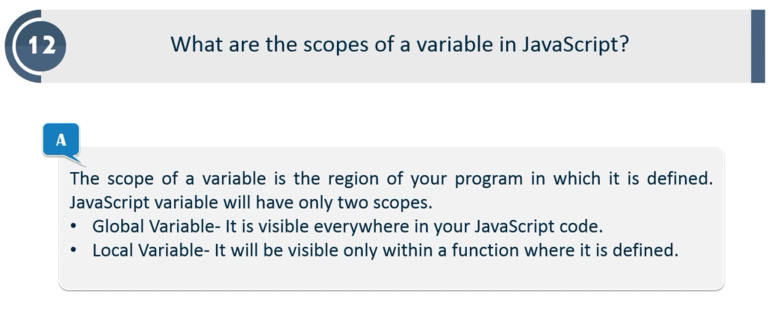 12
What are the scopes of a variable in JavaScript?
A
The scope of a variable is the region of your program in which it is defined.
JavaScript variable will have only two scopes.
• Global Variable- It is visible everywhere in your JavaScript code.
• Local Variable- It will be visible only within a function where it is defined.